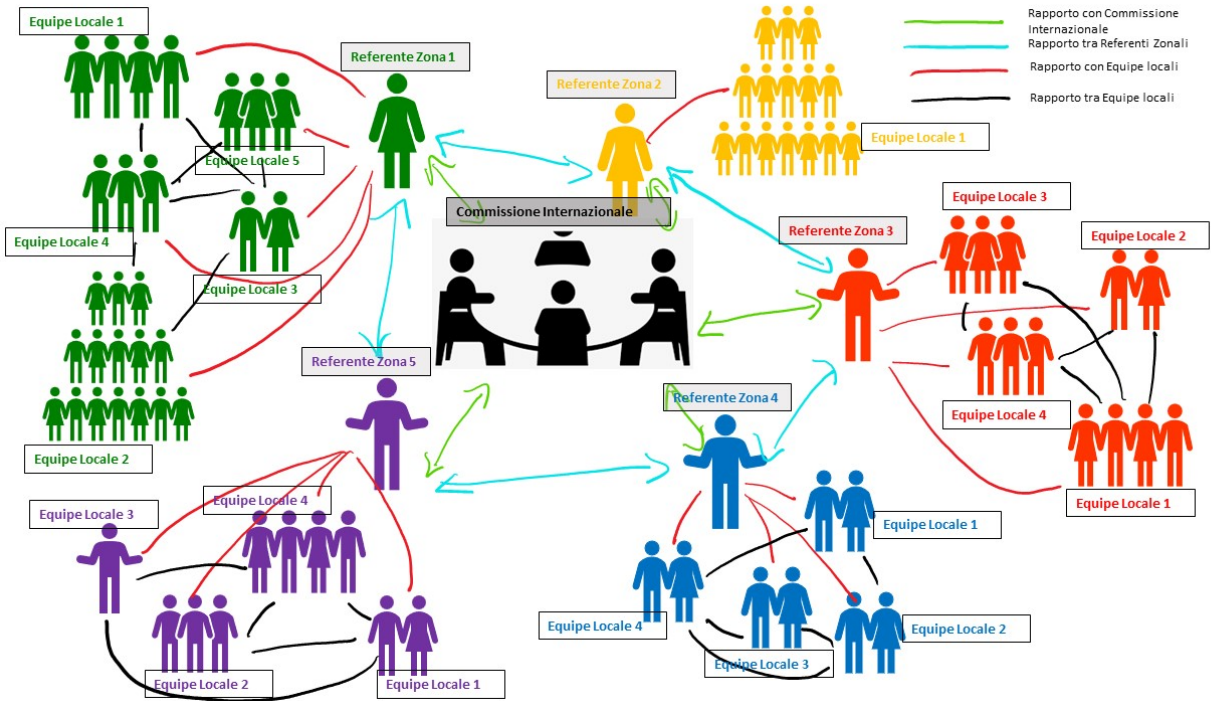 Equipe Locale 1
Referente Zona 1
Equipe Locale 5
Equipe Locale 4
Equipe Locale 3
Equipe Locale 2
Referente Zona 2
Equipe Locale 1
Rapporto con Commissione
Internazionale
Rapporto tra Referenti Zonali
Rapporto con Equipe locali
Rapporto tra Equipe locali
Commissione Internazionale
Referente Zona 3
Equipe Locale 3
Equipe Locale 2
Equipe Locale 4
Equipe Locale 1
Referente Zona 5
Equipe Locale 4
Equipe Locale 3
Equipe Locale 2
Equipe Locale 1
Referente Zona 4
Equipe Locale 1
Equipe Locale 4
Equipe Locale 2
Equipe Locale 3